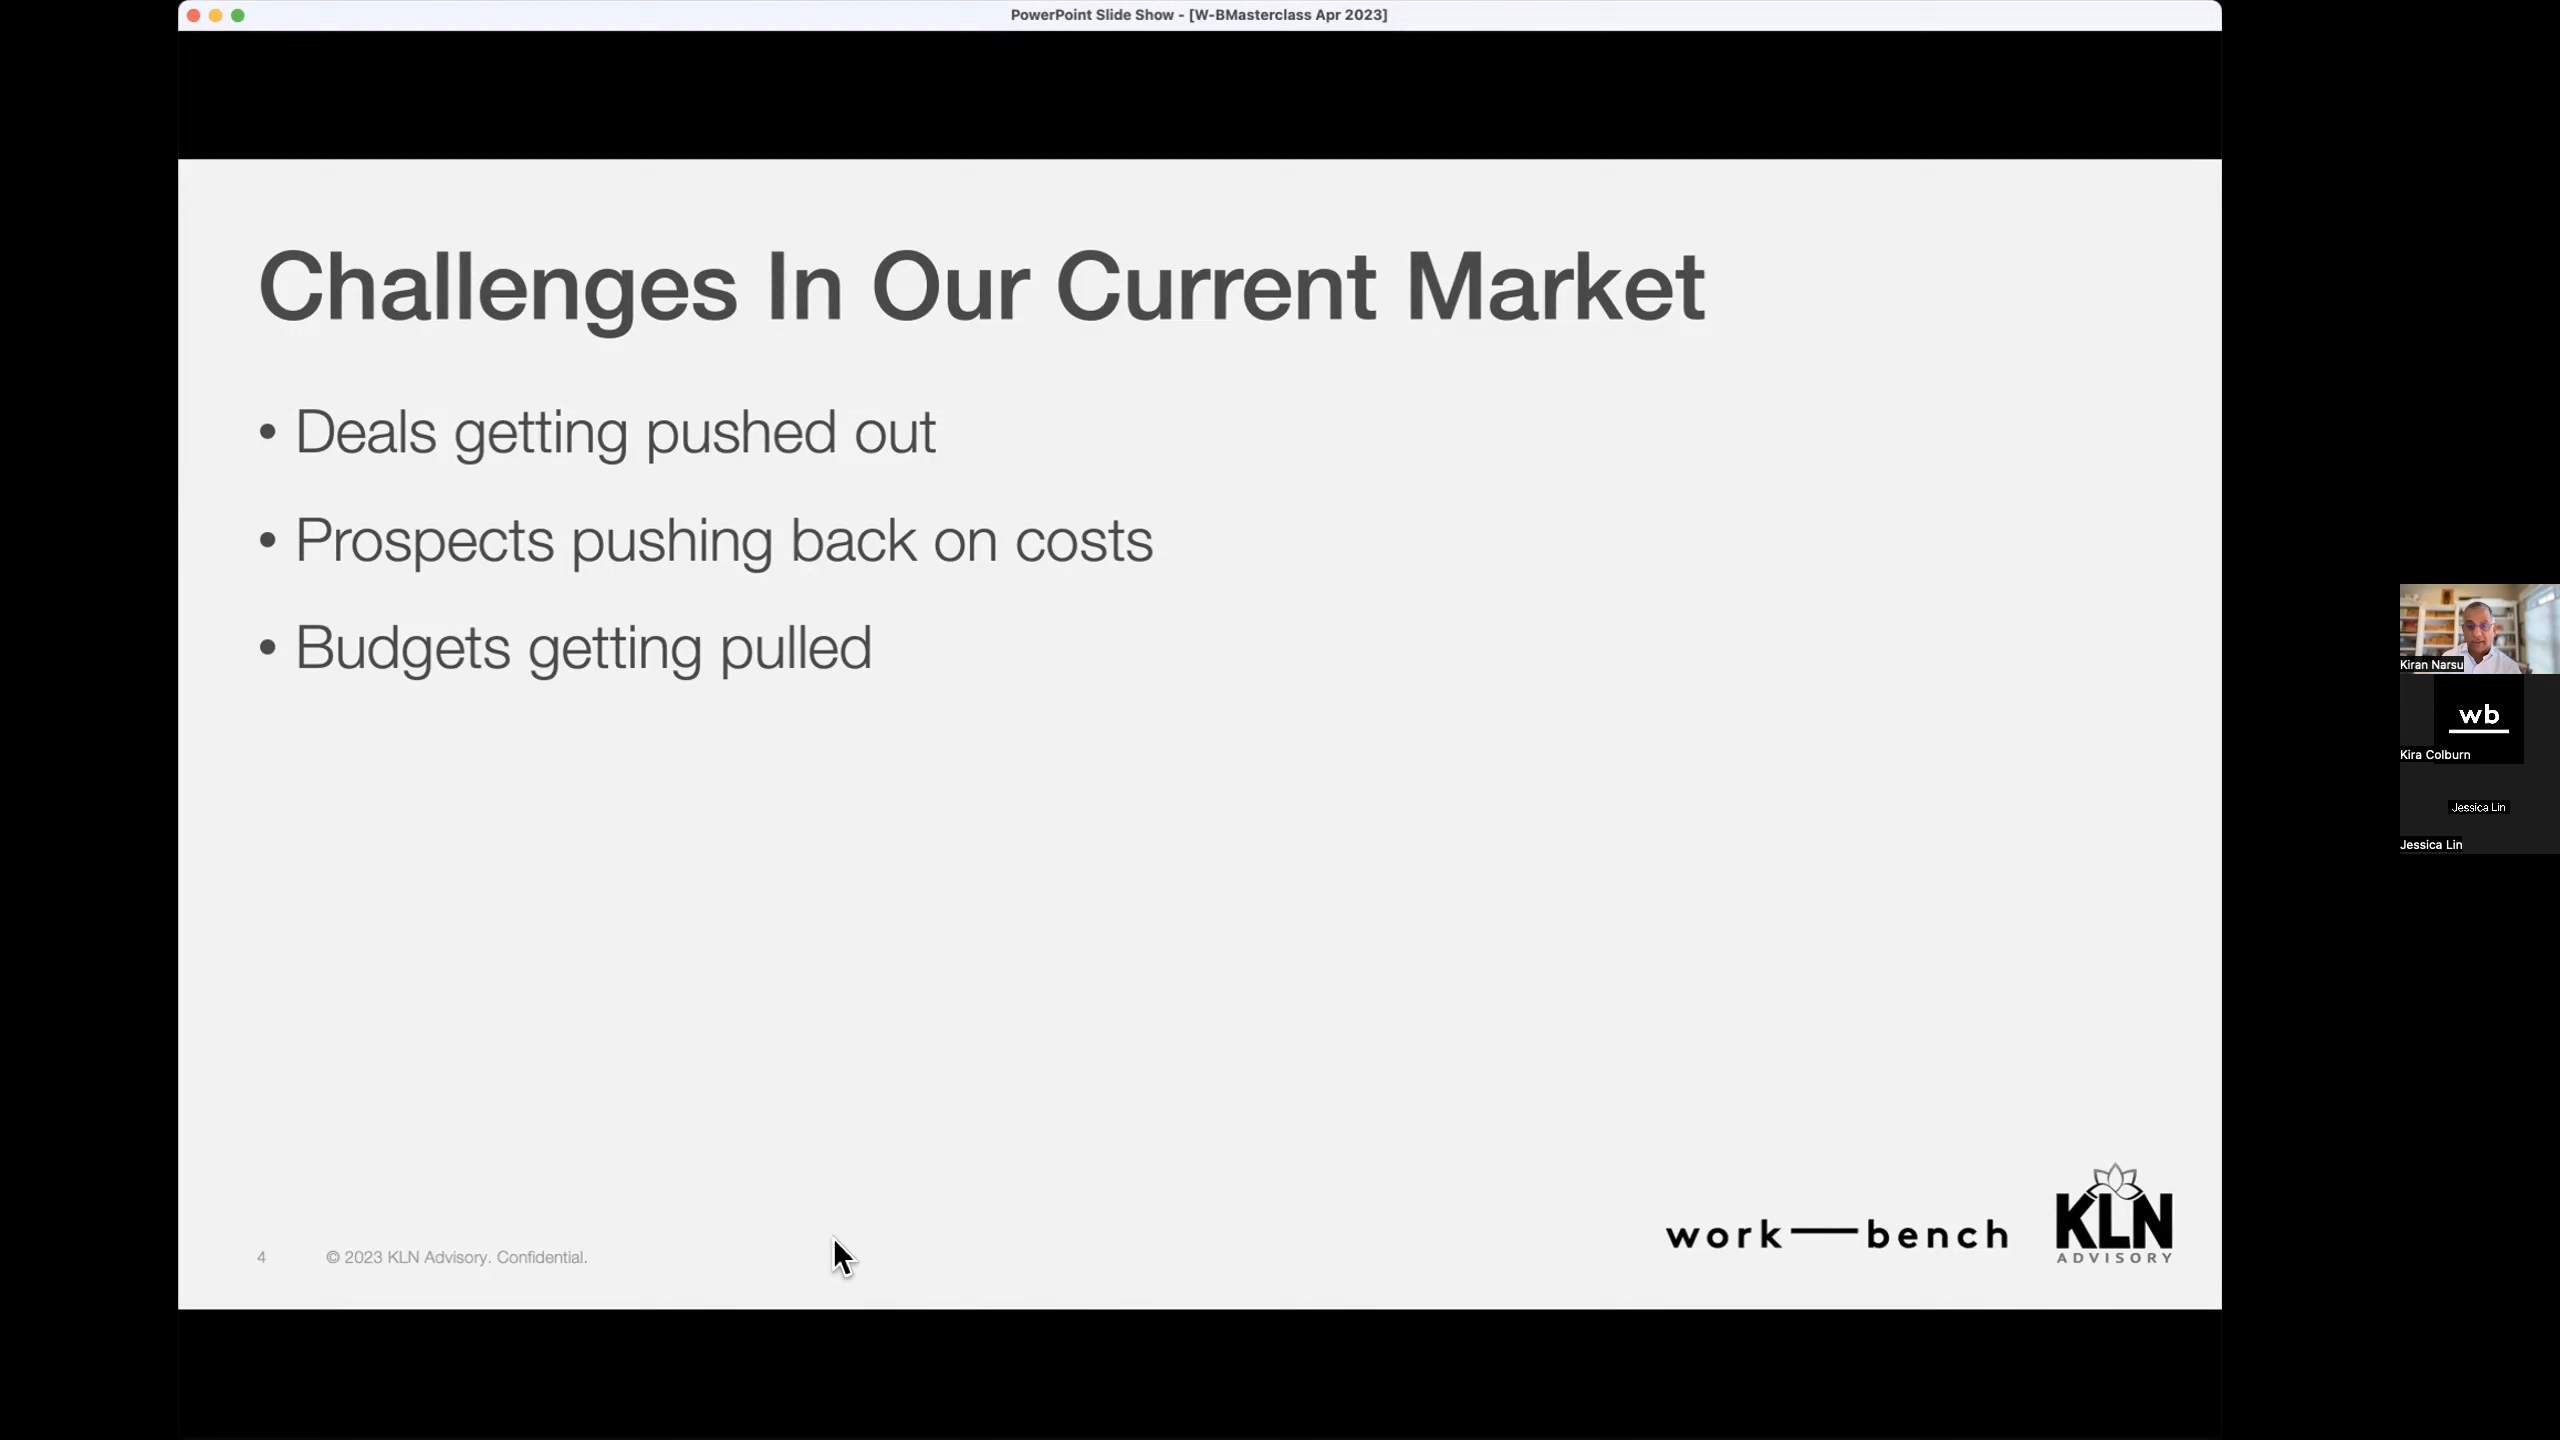 PowerPoint Slide Show - [W-BMasterclass Apr 2023]
Challenges In Our Current Market
• Deals getting pushed out
• Prospects pushing back on costs
• Budgets getting pulled
Kiran Narsu
wb
Kira Colburn
Jessica Lin
Jessica Lin
work—bench
KLN
ADVISORY
4 © 2023 KLN Advisory. Confidential.